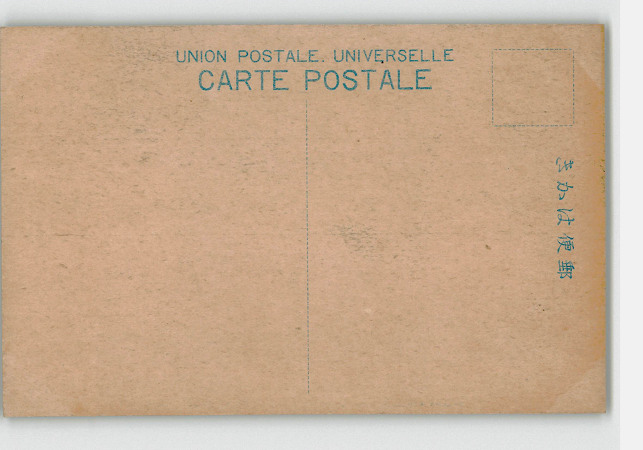 UNION POSTALE. UNIVERSELLE
CARTE POSTALE
きかは便郵